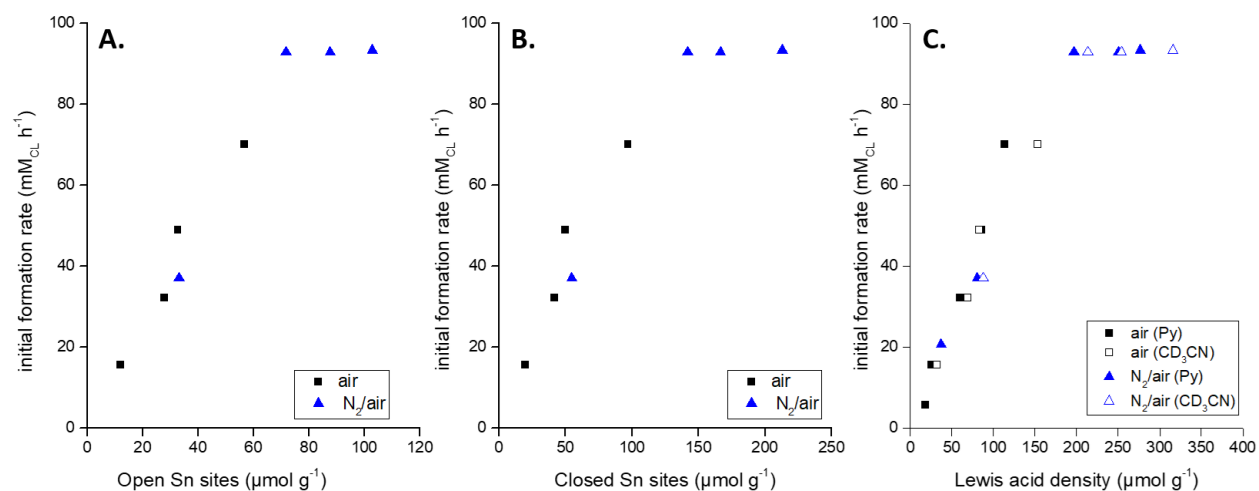 A.
initial formation rate (mM_CL h⁻¹)
100
80
60
40
20
0
0 20 40 60 80 100 120
Open Sn sites (µmol g⁻¹)
air
N₂/air
B.
initial formation rate (mM_CL h⁻¹)
100
80
60
40
20
0
0 50 100 150 200 250
Closed Sn sites (µmol g⁻¹)
air
N₂/air
C.
initial formation rate (mM_CL h⁻¹)
100
80
60
40
20
0
0 50 100 150 200 250 300 350 400
Lewis acid density (µmol g⁻¹)
air (Py)
air (CD₃CN)
N₂/air (Py)
N₂/air (CD₃CN)